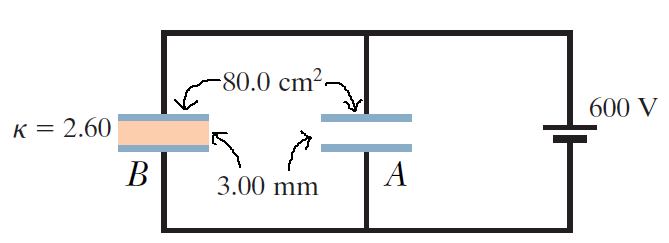 80.0 cm²
600 V
κ = 2.60
B
3.00 mm
A